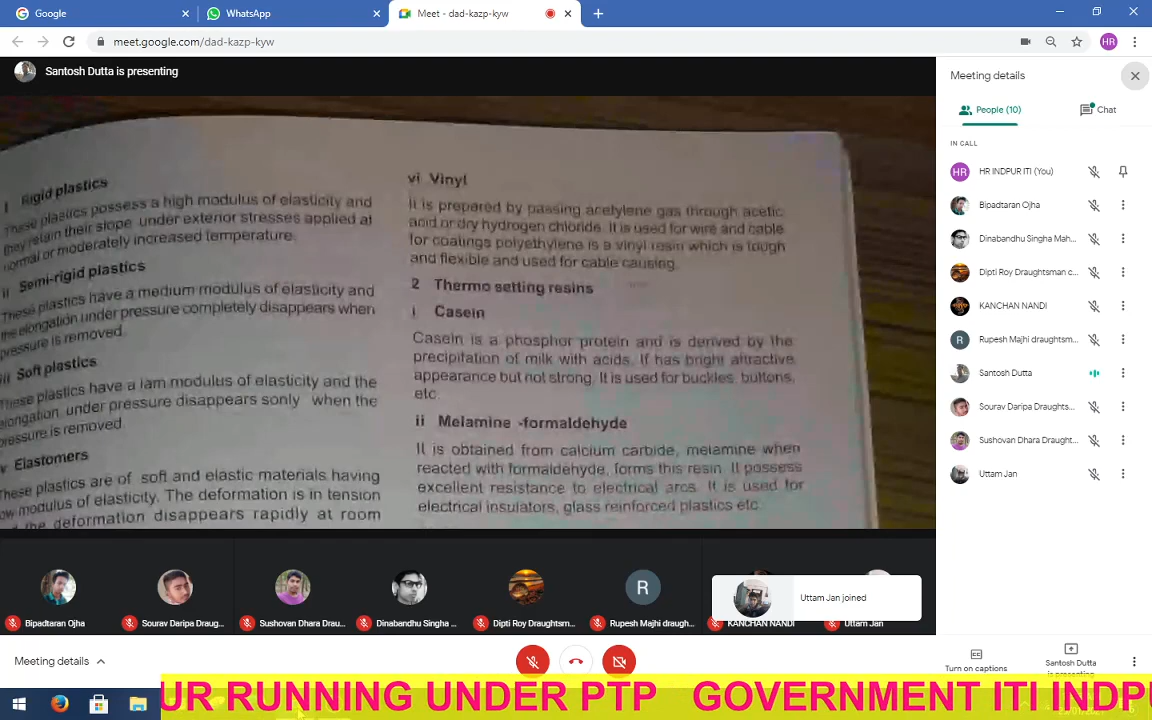 Google
WhatsApp
Meet - dad-kazp-kyw
meet.google.com/dad-kazp-kyw
HR
Santosh Dutta is presenting
i Rigid plastics
These plastics possess a high modulus of elasticity and
they retain their slope under exterior stresses applied at
normal or moderately increased temperature.
ii Semi-rigid plastics
These plastics have a medium modulus of elasticity and
the elongation under pressure completely disappears when
pressure is removed.
iii Soft plastics
These plastics have a lam modulus of elasticity and the
elongation under pressure disappears sonly when the
pressure is removed.
v Elastomers
These plastics are of soft and elastic materials having
low modulus of elasticity. The deformation is in tension
the deformation disappears rapidly at room
vi Vinyl
It is prepared by passing acetylene gas through acetic
acid or dry hydrogen chloride. It is used for wire and cable
for coatings polyethylene is a vinyl resin which is tough
and flexible and used for cable causing.
2 Thermo setting resins
i Casein
Casein is a phosphor protein and is derived by the
precipitation of milk with acids. If has bright attractive
appearance but not strong. It is used for buckles, buttons,
etc.
ii Melamine -formaldehyde
It is obtained from calcium carbide, melamine when
reacted with formaldehyde, forms this resin. It possess
excellent resistance to electrical arcs. It is used for
electrical insulators, glass reinforced plastics etc.
Meeting details
People (10)
Chat
IN CALL
HR HR INDPUR ITI (You)
Bipadtaran Ojha
Dinabandhu Singha Mah...
Dipti Roy Draughtsman c...
KANCHAN NANDI
R Rupesh Majhi draughtsm...
Santosh Dutta
Sourav Daripa Draughts...
Sushovan Dhara Draught...
Uttam Jan
R
Uttam Jan joined
Bipadtaran Ojha
Sourav Daripa Draug...
Sushovan Dhara Drau...
Dinabandhu Singha ...
Dipti Roy Draughtsm...
Rupesh Majhi draugh...
KANCHAN NANDI
Uttam Jan
Meeting details
Turn on captions
Santosh Dutta
is presenting
UR RUNNING UNDER PTP GOVERNMENT ITI INDPU